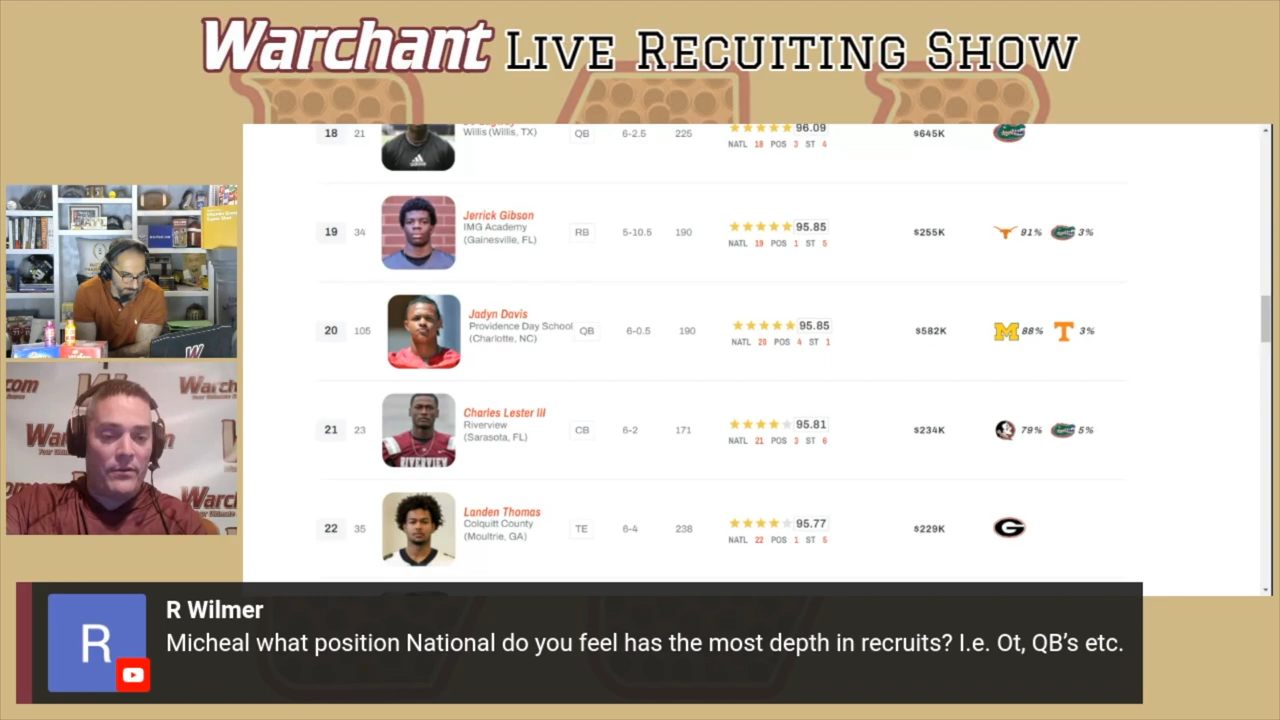 Warchant LIVE RECUITING SHOW
18 21 Willis (Willis, TX) QB 6-2.5 225 96.09 $645K
NATL 18 POS 3 ST 4
Jerrick Gibson
19 34 IMG Academy RB 5-10.5 190 95.85 $255K 91% 3%
(Gainesville, FL) NATL 19 POS 1 ST 5
Jadyn Davis
20 105 Providence Day School QB 6-0.5 190 95.85 $582K M 88% T 3%
(Charlotte, NC) NATL 20 POS 4 ST 1
Charles Lester III
21 23 Riverview CB 6-2 171 95.81 $234K 79% 5%
(Sarasota, FL) NATL 21 POS 3 ST 6
RIVERVIEW
Landen Thomas
22 35 Colquitt County TE 6-4 238 95.77 $229K G
(Moultrie, GA) NATL 22 POS 1 ST 5
R Wilmer
R Micheal what position National do you feel has the most depth in recruits? I.e. Ot, QB's etc.